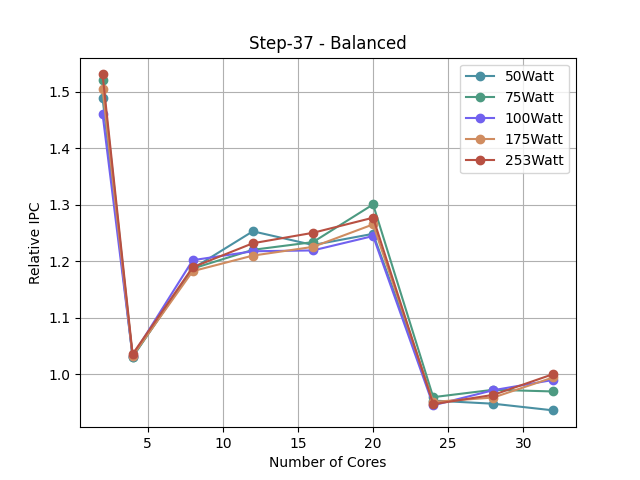 Step-37 - Balanced
50Watt
75Watt
100Watt
175Watt
253Watt
Relative IPC
1.5
1.4
1.3
1.2
1.1
1.0
5
10
15
20
25
30
Number of Cores